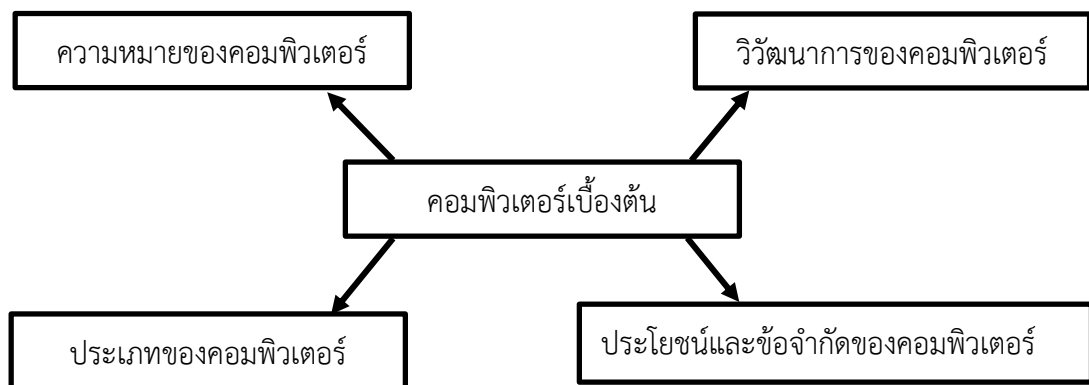 ความหมายของคอมพิวเตอร์
วิวัฒนาการของคอมพิวเตอร์
คอมพิวเตอร์เบื้องต้น
ประเภทของคอมพิวเตอร์
ประโยชน์และข้อจำกัดของคอมพิวเตอร์